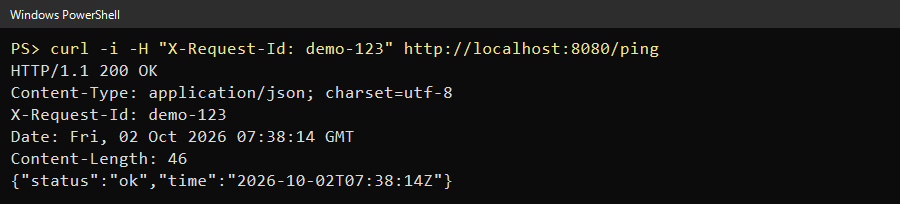 Windows PowerShell
PS> curl -i -H "X-Request-Id: demo-123" http://localhost:8080/ping
HTTP/1.1 200 OK
Content-Type: application/json; charset=utf-8
X-Request-Id: demo-123
Date: Fri, 02 Oct 2026 07:38:14 GMT
Content-Length: 46
{"status":"ok","time":"2026-10-02T07:38:14Z"}